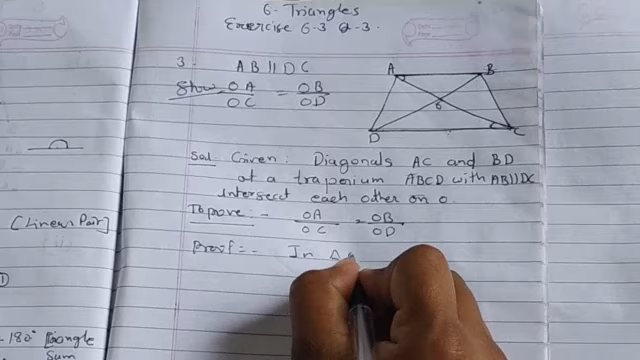 6. Triangles
Exercise 6.3 Q-3.
3 AB || DC
Show OA/OC = OB/OD
A B
O
D C
[Linear Pair]
Sol Given: Diagonals AC and BD
of a trapezium ABCD with AB||DC
intersect each other on O
To prove :- OA/OC = OB/OD
Proof :- In Δ
- 180° Triangle
Sum